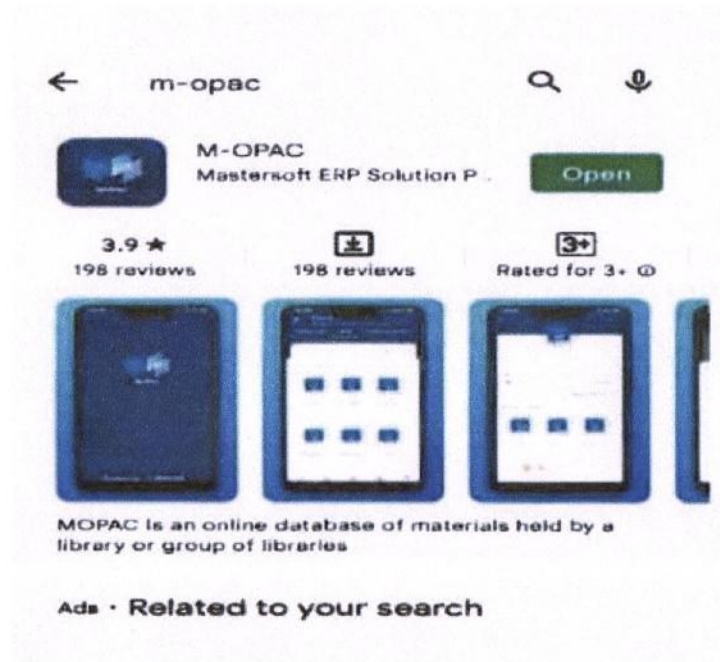 m-opac
M-OPAC
Mastersoft ERP Solution P..
Open
3.9 ★
198 reviews
198 reviews
3+
Rated for 3+
MOPAC is an online database of materials held by a
library or group of libraries
Ads · Related to your search